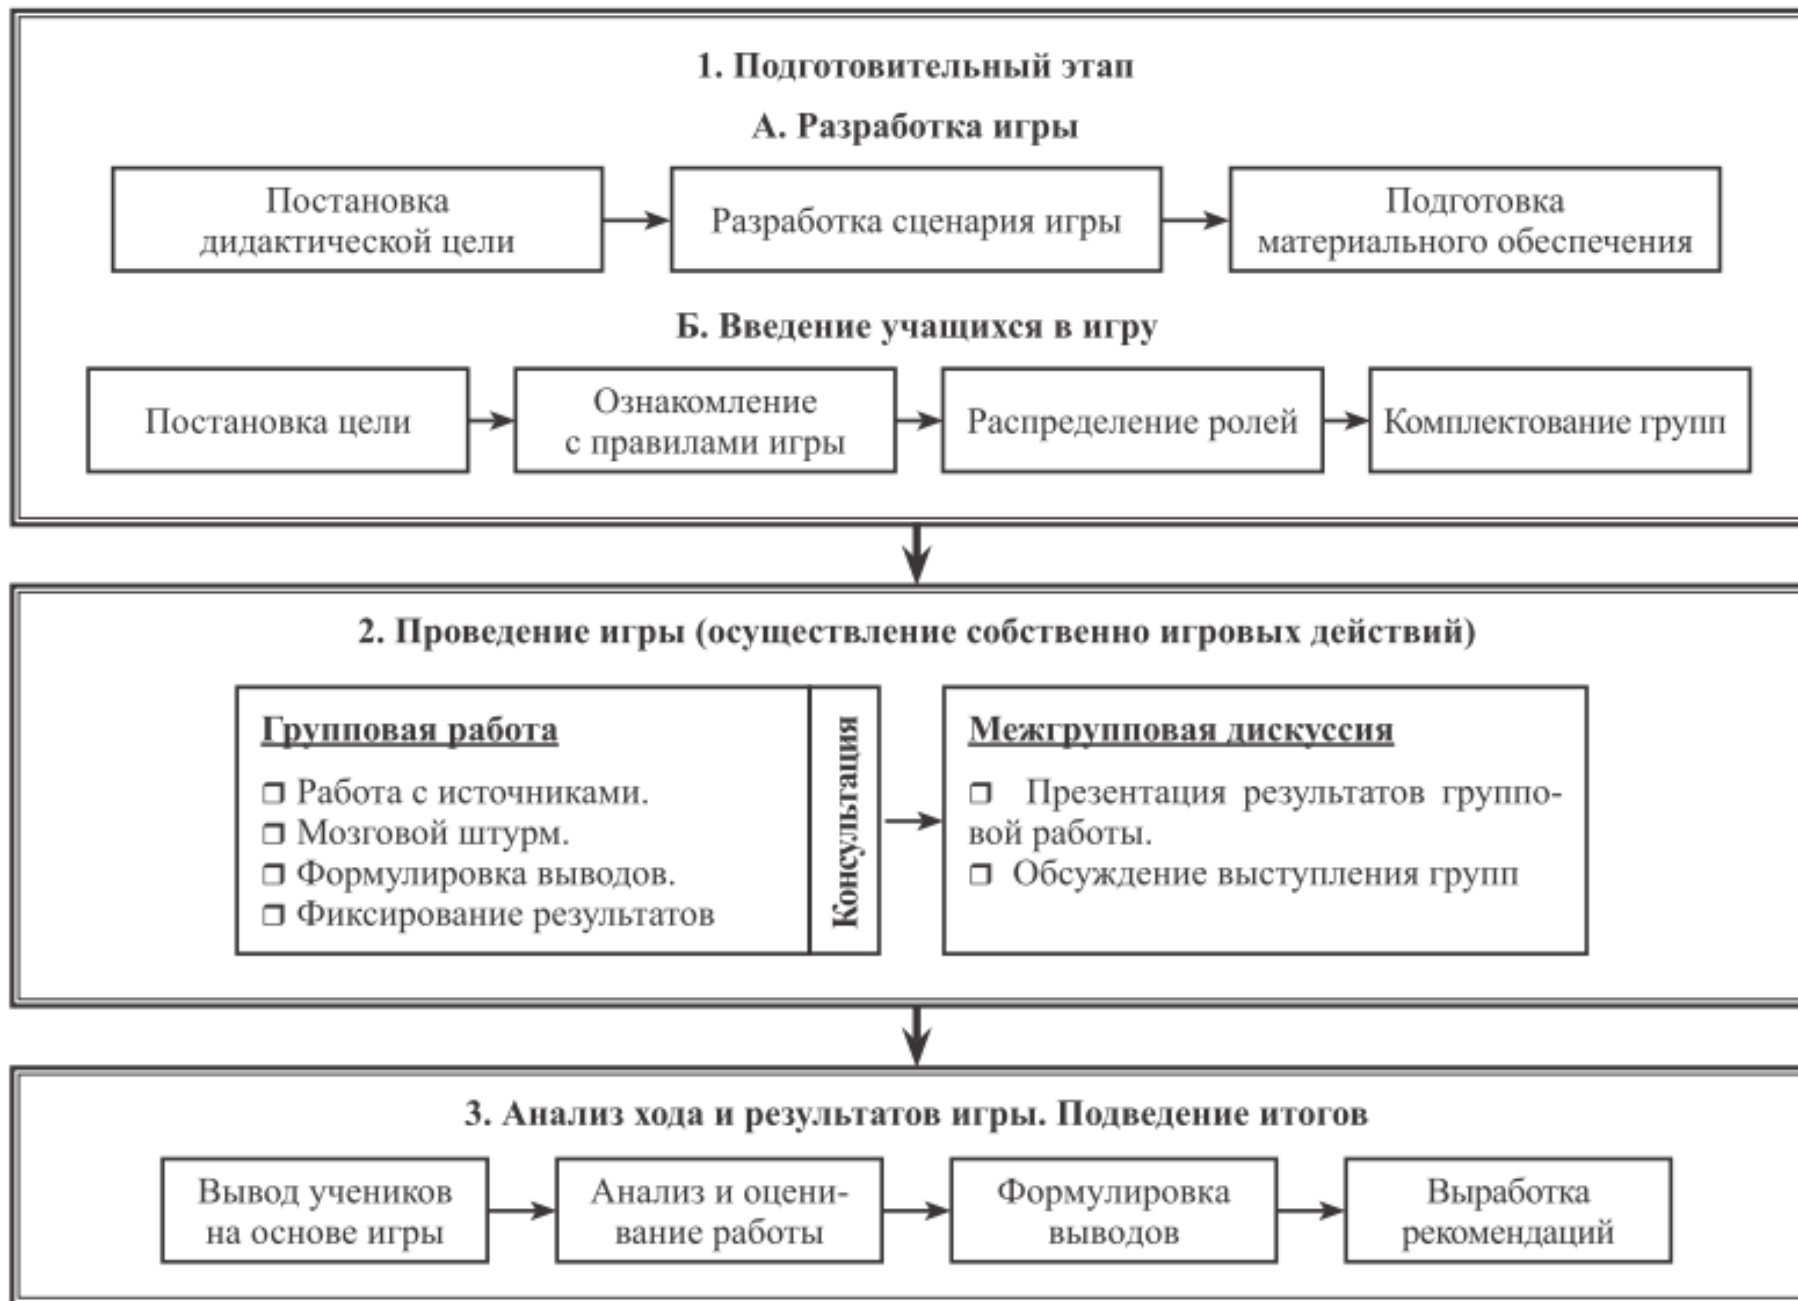 1. Подготовительный этап
А. Разработка игры
Постановка
дидактической цели
Разработка сценария игры
Подготовка
материального обеспечения
Б. Введение учащихся в игру
Постановка цели
Ознакомление
с правилами игры
Распределение ролей
Комплектование групп
2. Проведение игры (осуществление собственно игровых действий)
Групповая работа
❒ Работа с источниками.
❒ Мозговой штурм.
❒ Формулировка выводов.
❒ Фиксирование результатов
Консультация
Межгрупповая дискуссия
❒ Презентация результатов группо-
вой работы.
❒ Обсуждение выступления групп
3. Анализ хода и результатов игры. Подведение итогов
Вывод учеников
на основе игры
Анализ и оцени-
вание работы
Формулировка
выводов
Выработка
рекомендаций